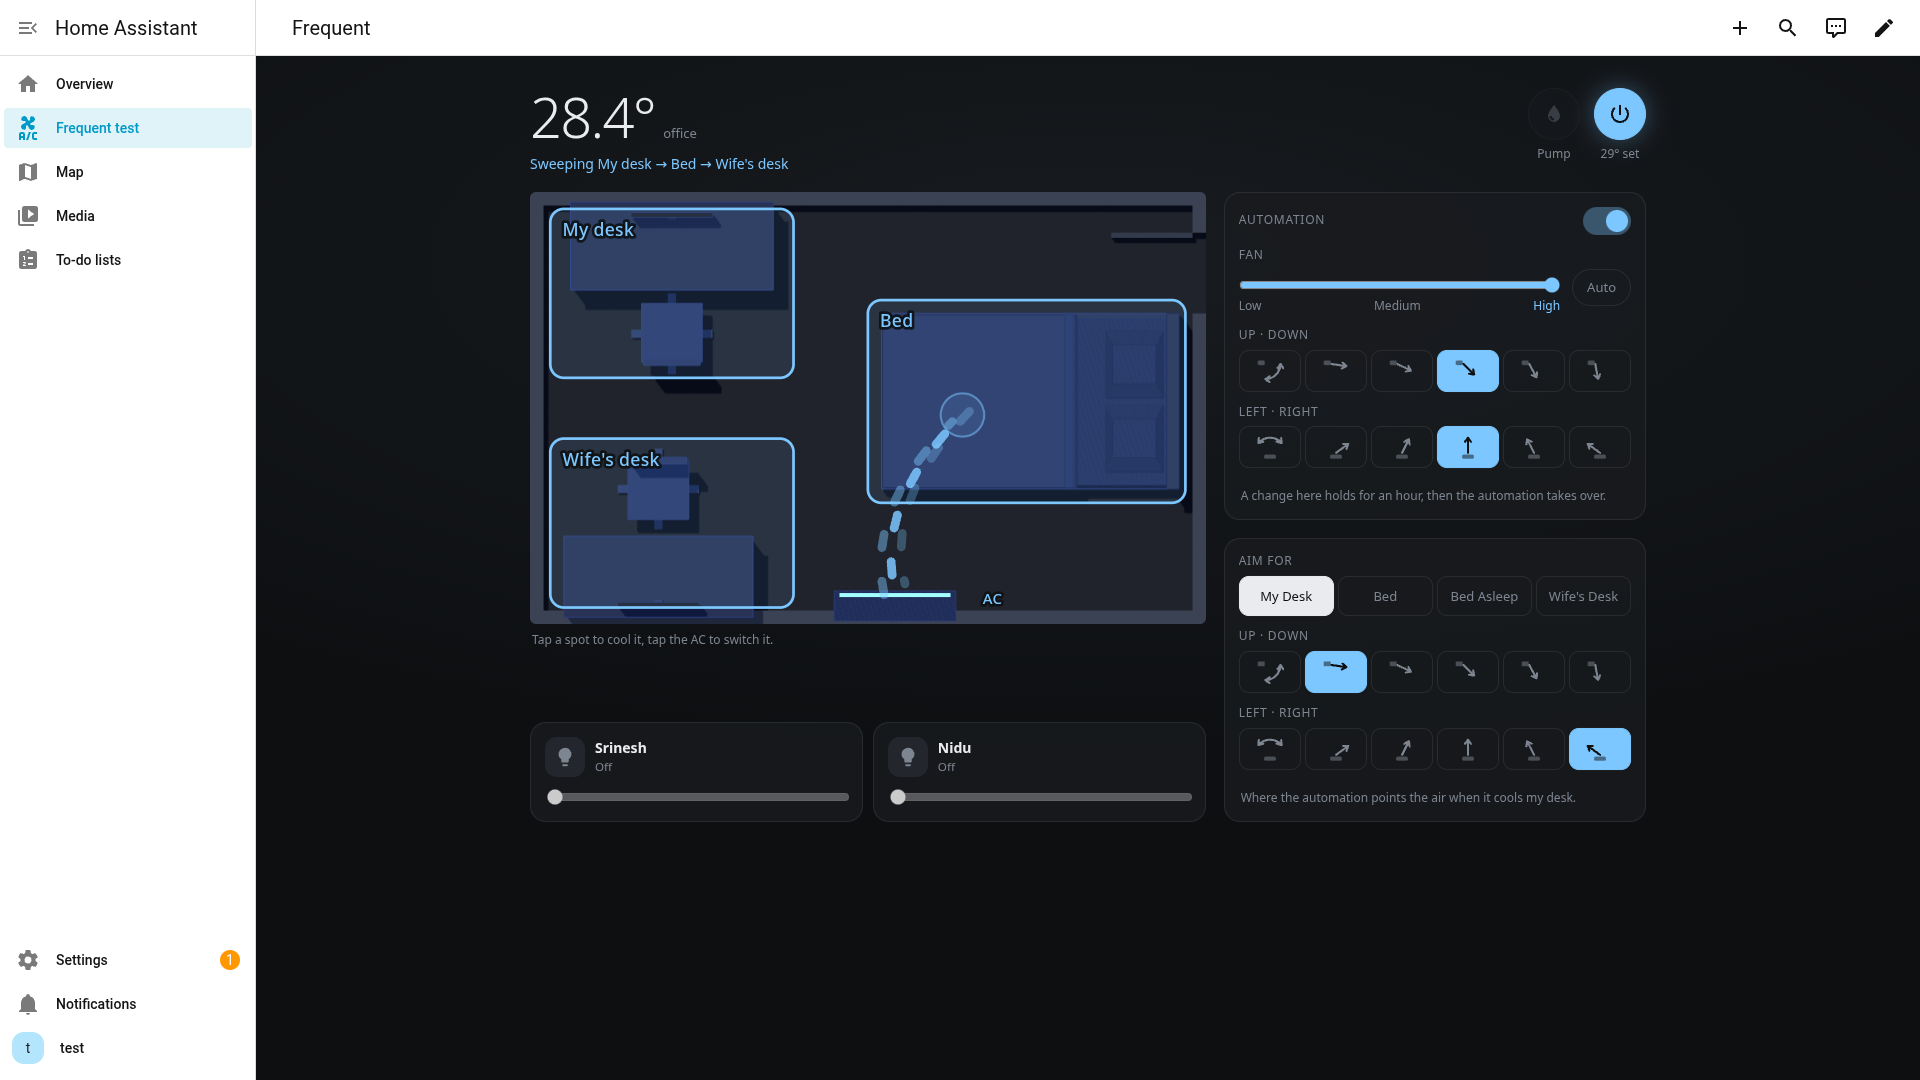 Home Assistant
Frequent
Overview
A/C
Frequent test
Map
Media
To-do lists
Settings
1
Notifications
t
test
28.4° office
Sweeping My desk → Bed → Wife's desk
Pump
29° set
My desk
Bed
Wife's desk
AC
Tap a spot to cool it, tap the AC to switch it.
Srinesh
Off
Nidu
Off
AUTOMATION
FAN
Auto
Low Medium High
UP · DOWN
LEFT · RIGHT
A change here holds for an hour, then the automation takes over.
AIM FOR
My Desk Bed Bed Asleep Wife's Desk
UP · DOWN
LEFT · RIGHT
Where the automation points the air when it cools my desk.